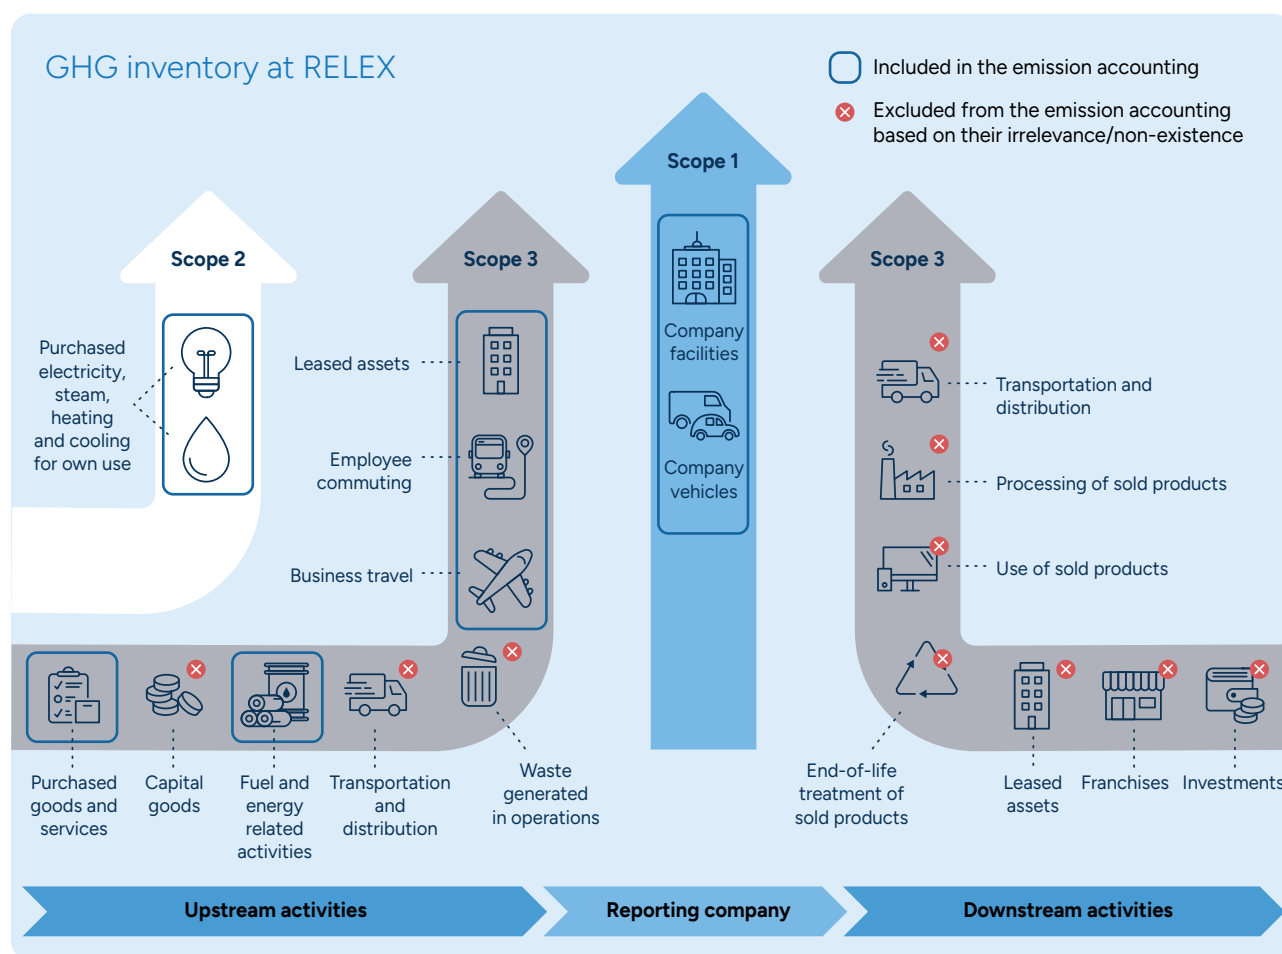 GHG inventory at RELEX
Included in the emission accounting
Excluded from the emission accounting
based on their irrelevance/non-existence
Scope 2
Purchased
electricity,
steam,
heating
and cooling
for own use
Scope 3
Leased assets
Employee
commuting
Business travel
Scope 1
Company
facilities
Company
vehicles
Scope 3
Transportation and
distribution
Processing of sold products
Use of sold products
Purchased
goods and
services
Capital
goods
Fuel and
energy
related
activities
Transportation
and
distribution
Waste
generated
in operations
End-of-life
treatment of
sold products
Leased
assets
Franchises
Investments
Upstream activities
Reporting company
Downstream activities